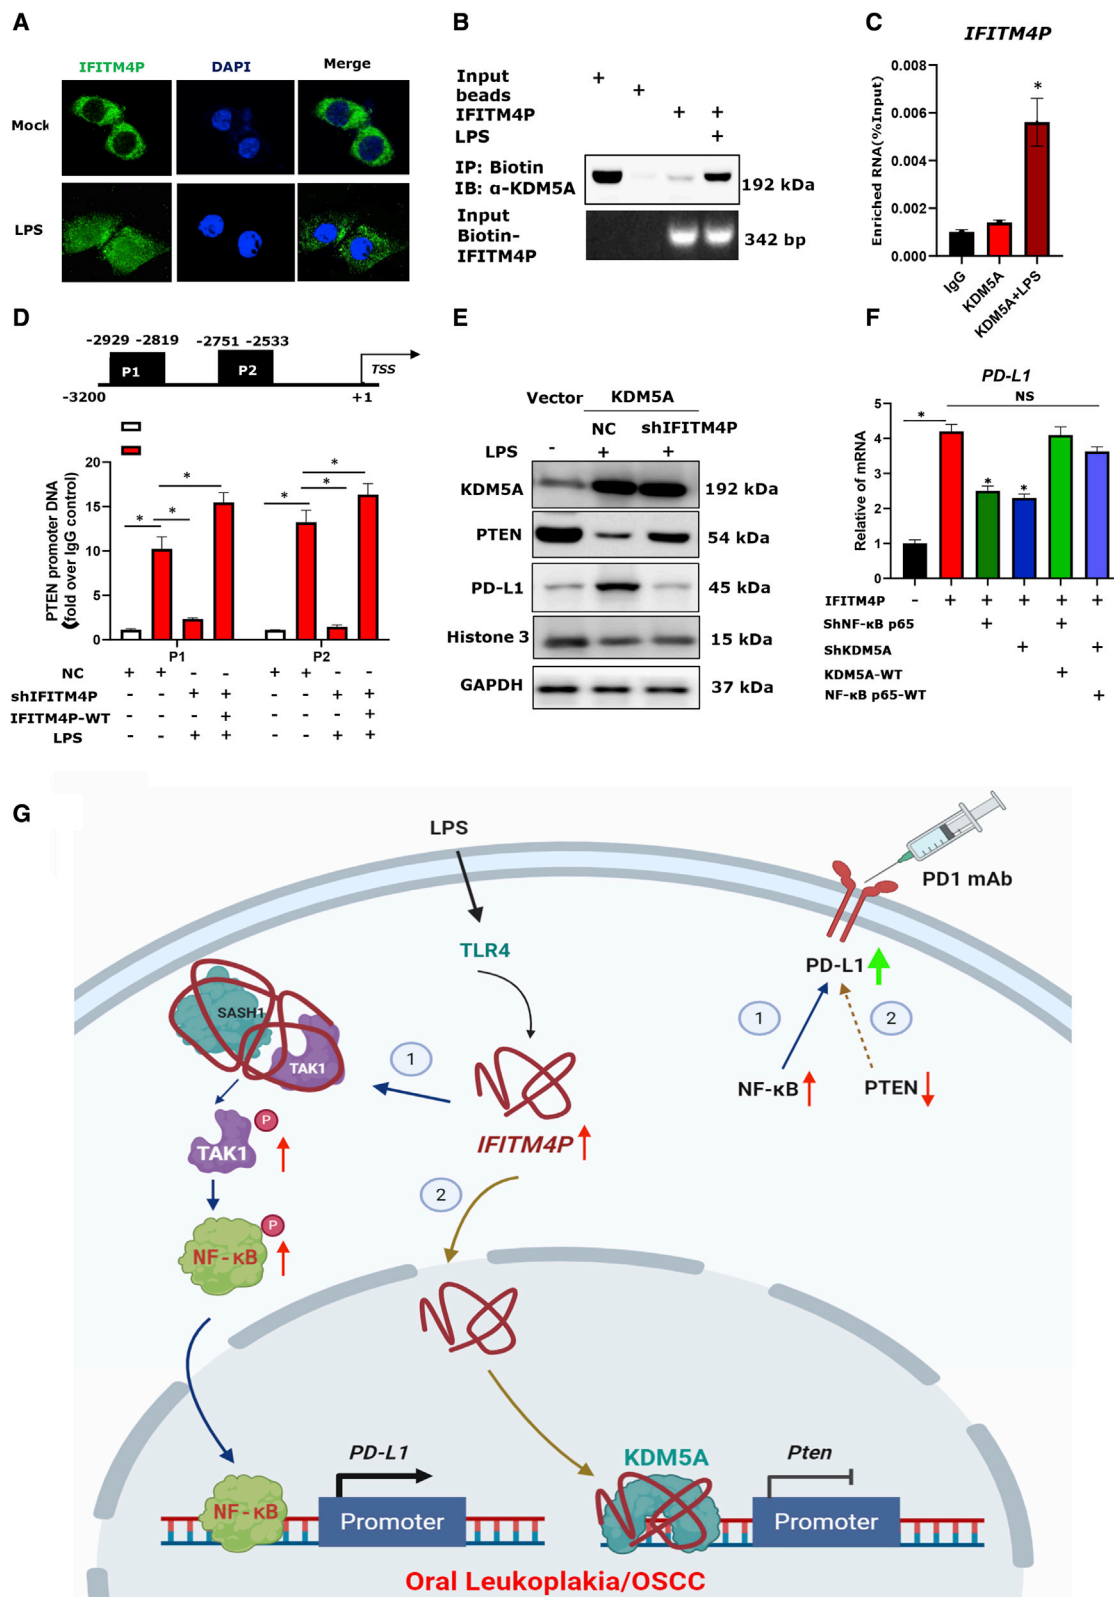 A
IFITM4P DAPI Merge
Mock
LPS
B
Input + 
beads +
IFITM4P + +
LPS +
IP: Biotin
IB: α-KDM5A
192 kDa
Input
Biotin-
IFITM4P
342 bp
C
IFITM4P
Enriched RNA(%Input)
0.008
0.006
0.004
0.002
0.000
*
IgG
KDM5A
KDM5A+LPS
D
-2929 -2819 -2751 -2533
P1 P2 TSS
-3200 +1
PTEN promoter DNA
(fold over IgG control)
20
15
10
5
0
* * * * * *
P1 P2
NC + + - - + + - -
shIFITM4P - - + + - - + +
IFITM4P-WT - - - + - - - +
LPS - - + + - - + +
E
Vector KDM5A
NC shIFITM4P
LPS - + +
KDM5A 192 kDa
PTEN 54 kDa
PD-L1 45 kDa
Histone 3 15 kDa
GAPDH 37 kDa
F
PD-L1
NS
Relative of mRNA
5
4
3
2
1
0
* * *
IFITM4P - + + + + +
ShNF-κB p65 + +
ShKDM5A + +
KDM5A-WT +
NF-κB p65-WT +
G
LPS
PD1 mAb
TLR4
PD-L1
SASH1
TAK1
1
1
2
NF-κB
PTEN
P
TAK1
IFITM4P
2
P
NF-κB
PD-L1
KDM5A
Pten
NF-κB
Promoter
Promoter
Oral Leukoplakia/OSCC